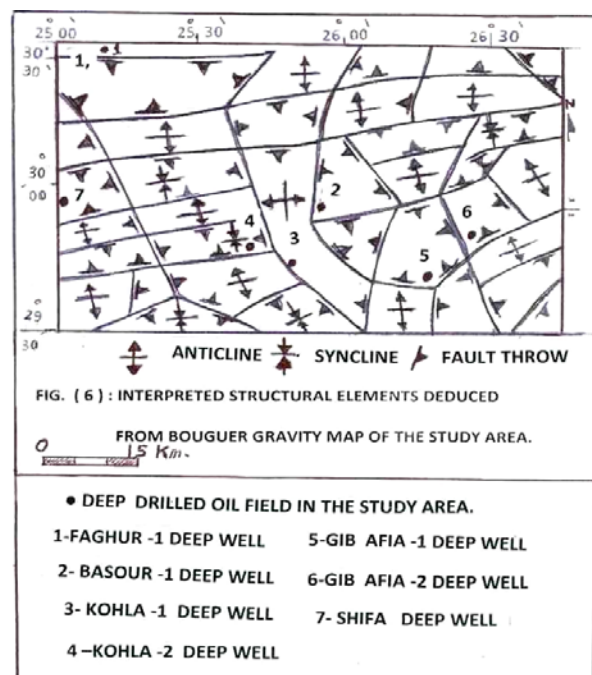 25 00 25 30 26 00 26 30
30 30
1,
1
N
30 00
7
2
6
4
3
5
29 30
ANTICLINE SYNCLINE FAULT THROW
FIG. (6) : INTERPRETED STRUCTURAL ELEMENTS DEDUCED
FROM BOUGUER GRAVITY MAP OF THE STUDY AREA.
0 15 Km.
• DEEP DRILLED OIL FIELD IN THE STUDY AREA.
1-FAGHUR -1 DEEP WELL 5-GIB AFIA -1 DEEP WELL
2- BASOUR -1 DEEP WELL 6-GIB AFIA -2 DEEP WELL
3- KOHLA -1 DEEP WELL 7- SHIFA DEEP WELL
4 –KOHLA -2 DEEP WELL